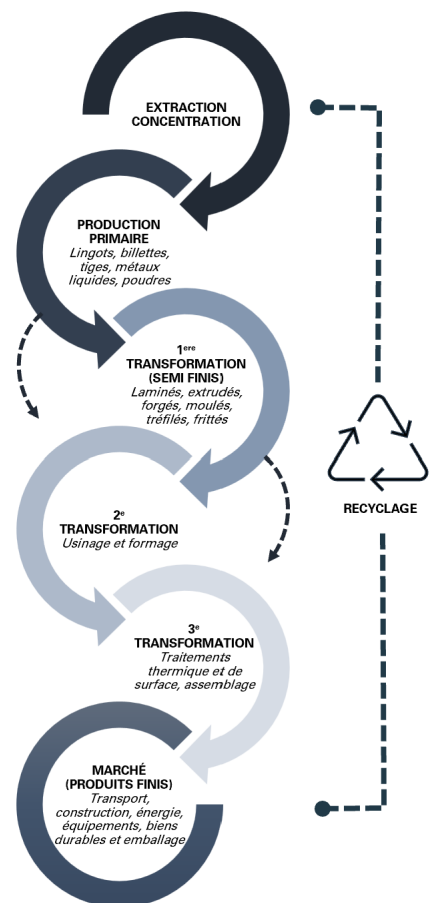 EXTRACTION
CONCENTRATION
PRODUCTION
PRIMAIRE
Lingots, billettes,
tiges, métaux
liquides, poudres
1ere
TRANSFORMATION
(SEMI FINIS)
Laminés, extrudés,
forgés, moulés,
tréfilés, frittés
RECYCLAGE
2e
TRANSFORMATION
Usinage et formage
3e
TRANSFORMATION
Traitements
thermique et de
surface, assemblage
MARCHÉ
(PRODUITS FINIS)
Transport,
construction, énergie,
équipements, biens
durables et emballage